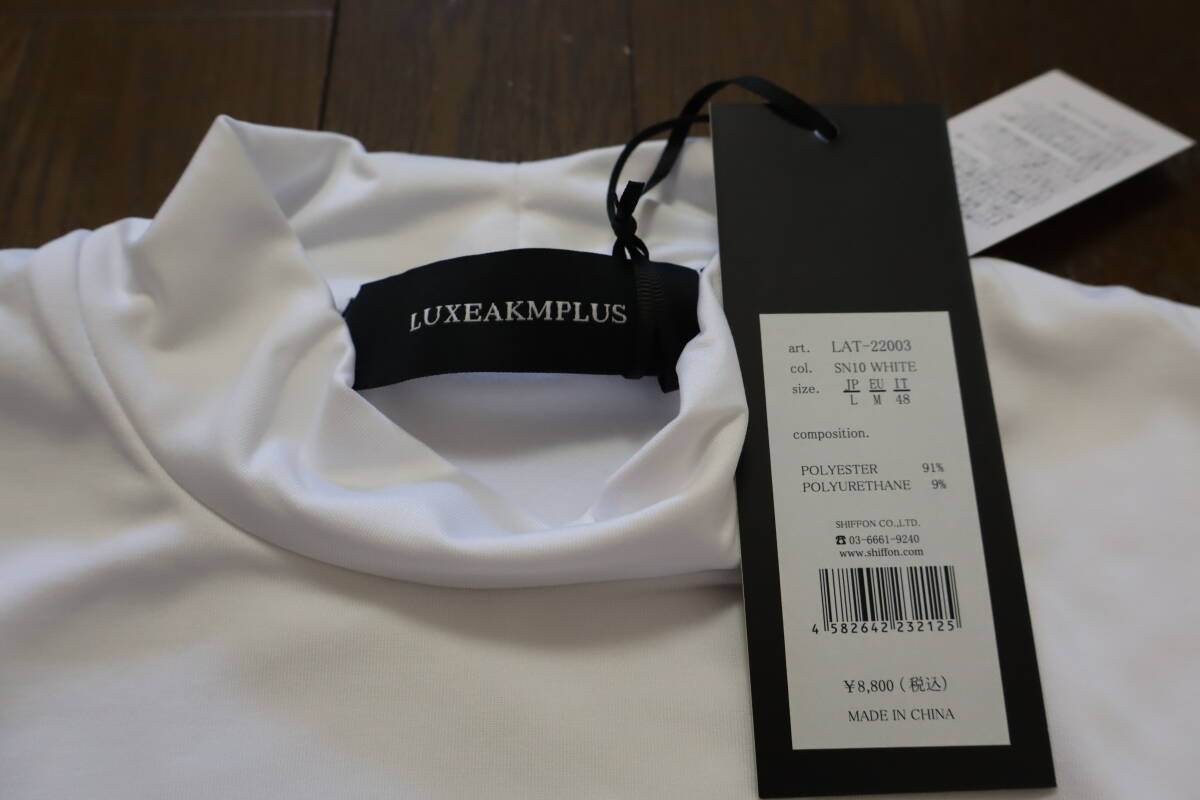 LUXEAKMPLUS
art. LAT-22003
col. SN10 WHITE
size. JP EU IT
L M 48
composition.
POLYESTER 91%
POLYURETHANE 9%
SHIFFON CO.,LTD.
☎03-6661-9240
www.shiffon.com
4 582642 232125
¥8,800(税込)
MADE IN CHINA